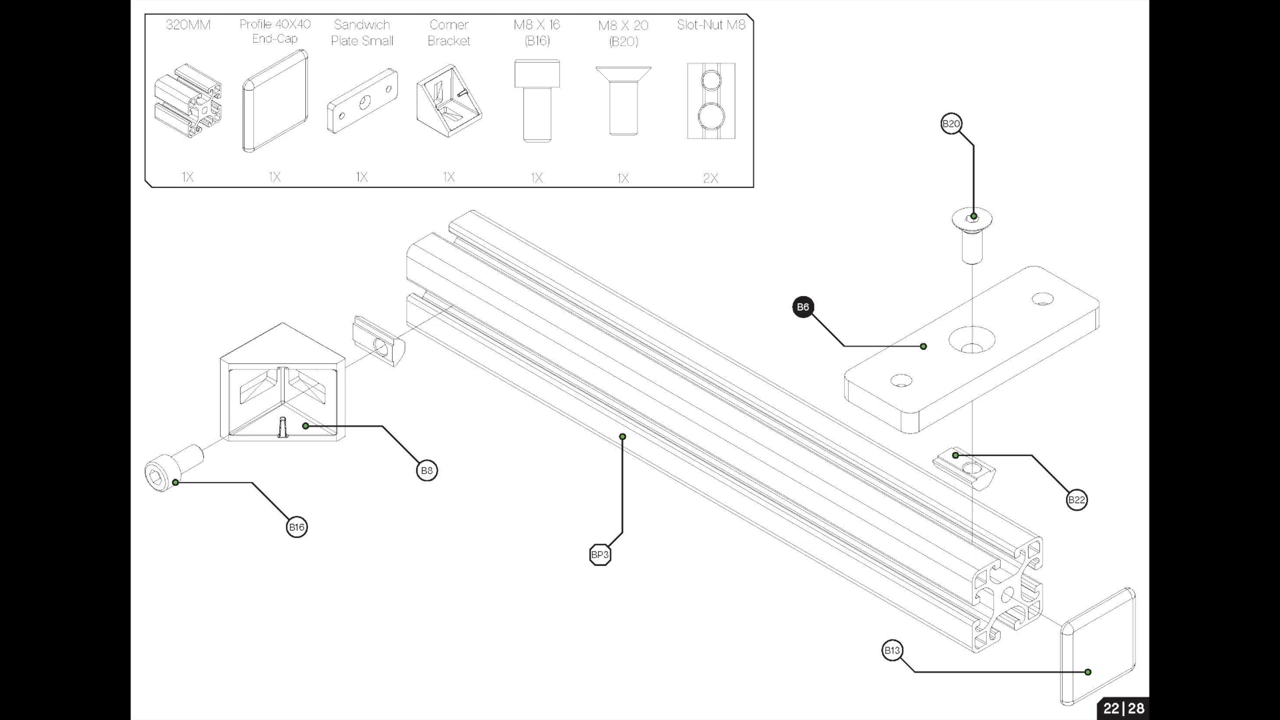 320MM
Profile 40X40
End-Cap
Sandwich
Plate Small
Corner
Bracket
M8 X 16
(B16)
M8 X 20
(B20)
Slot-Nut M8
1X
1X
1X
1X
1X
1X
2X
B20
B6
B8
B22
B16
BP3
B13
22|28